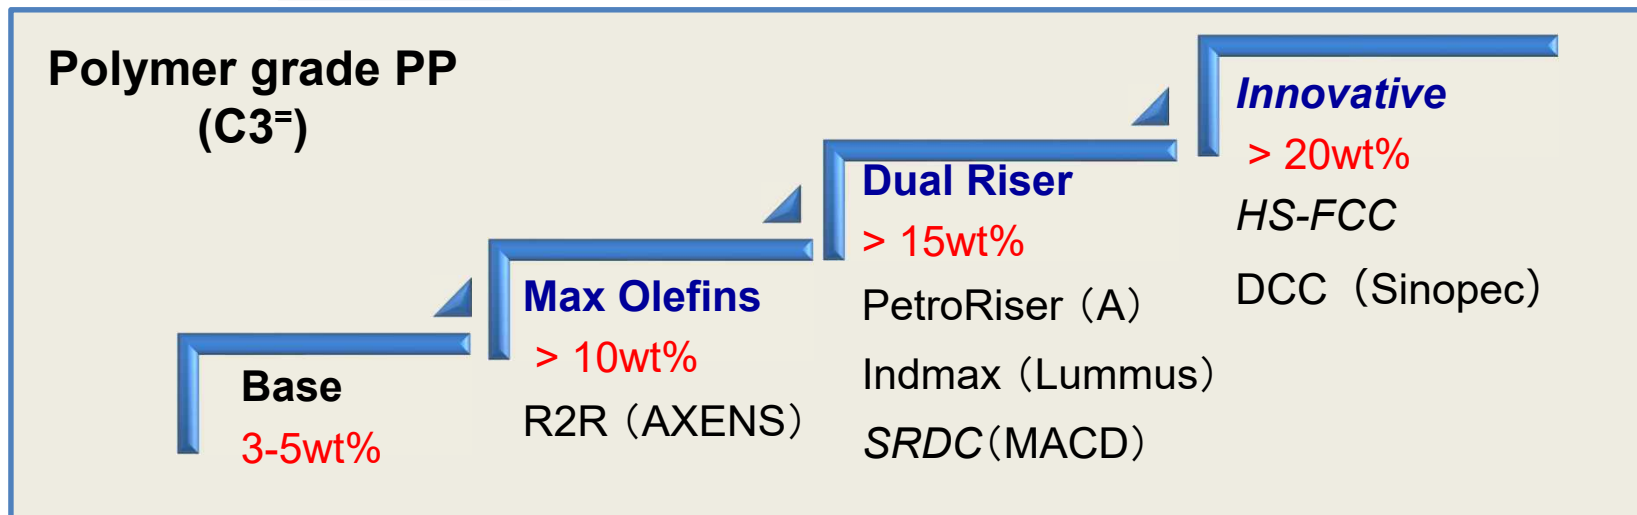 Polymer grade PP
(C3⁼)
Base
3-5wt%
Max Olefins
> 10wt%
R2R（AXENS）
Dual Riser
> 15wt%
PetroRiser（A）
Indmax（Lummus）
SRDC（MACD）
Innovative
> 20wt%
HS-FCC
DCC（Sinopec）